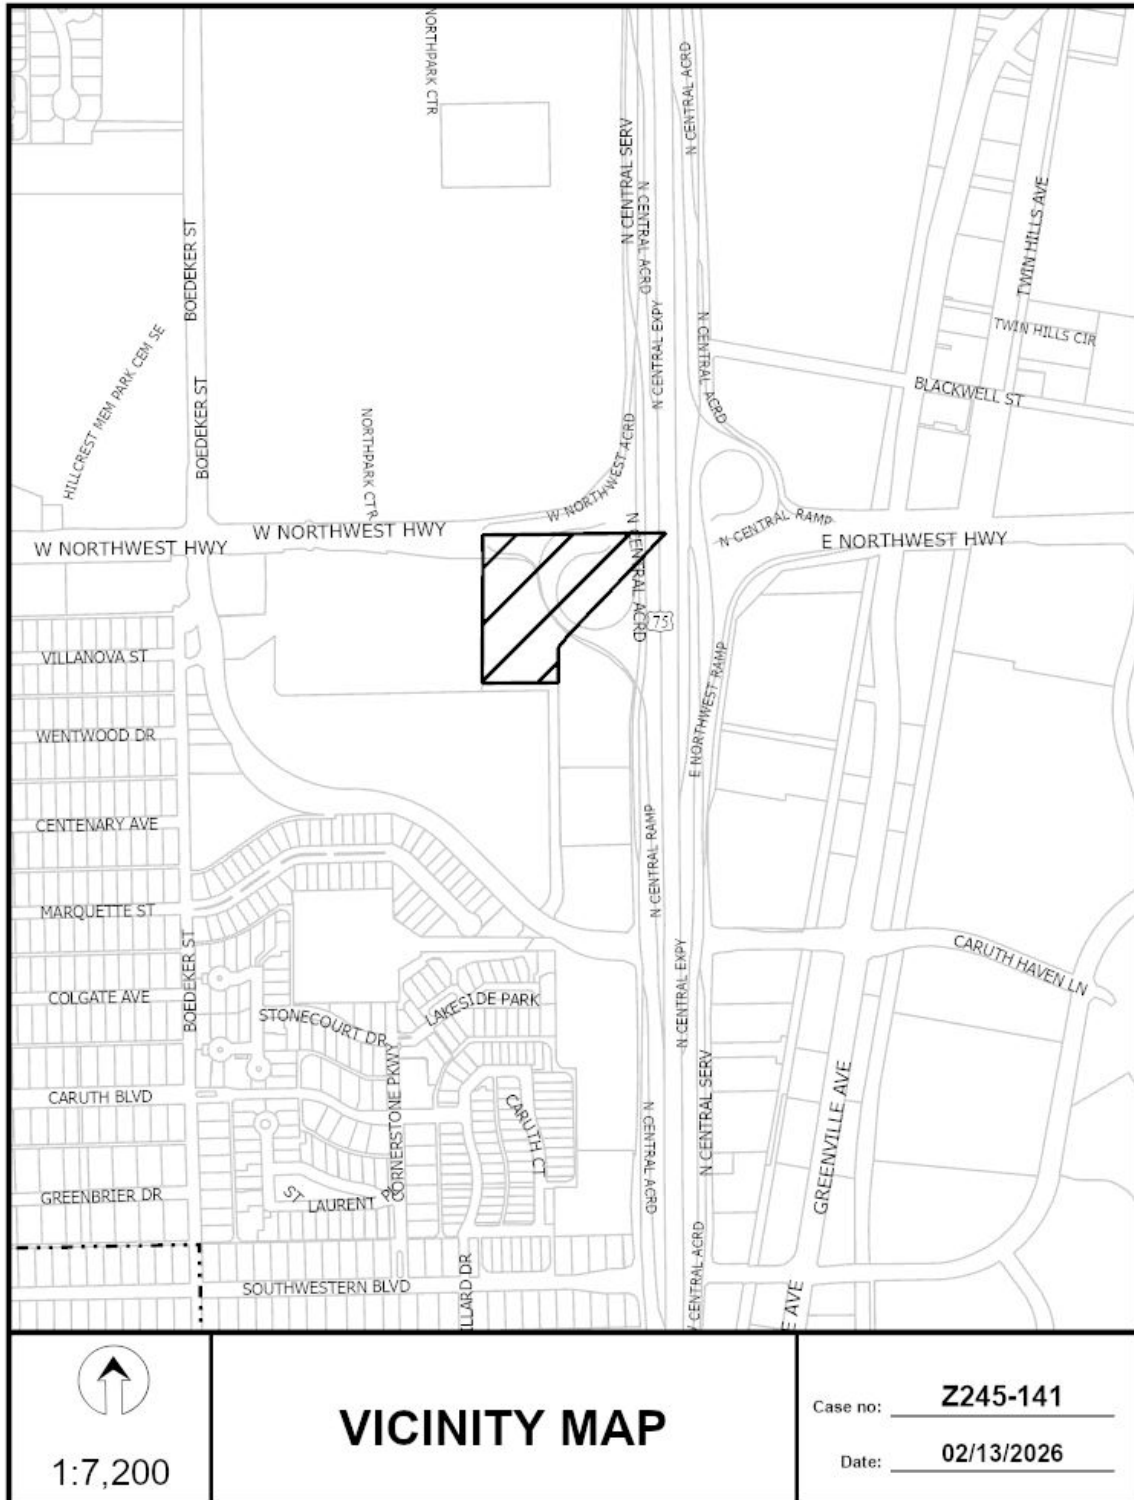 NORTHPARK CTR
N CENTRAL ACRD
N CENTRAL SERV
N CENTRAL ACRD
TWIN HILLS AVE
BOEDEKER ST
N CENTRAL EXPY
N CENTRAL ACRD
TWIN HILLS CIR
HILLCREST MEM PARK CEM SE
BLACKWELL ST
BOEDEKER ST
NORTHPARK CTR
W NORTHWEST ACRD
N CENTRAL RAMP
W NORTHWEST HWY
W NORTHWEST HWY
E NORTHWEST HWY
N CENTRAL ACRD
75
VILLANOVA ST
E NORTHWEST RAMP
WENTWOOD DR
CENTENARY AVE
N CENTRAL RAMP
MARQUETTE ST
BOEDEKER ST
CARUTH HAVEN LN
N CENTRAL EXPY
COLGATE AVE
LAKESIDE PARK
STONECOURT DR
CORNERSTONE PKWY
CARUTH BLVD
CARUTH CT
N CENTRAL SERV
GREENVILLE AVE
N CENTRAL ACRD
GREENBRIER DR
ST LAURENT PL
SOUTHWESTERN BLVD
ILLARD DR
N CENTRAL ACRD
E AVE
1:7,200
VICINITY MAP
Case no: Z245-141
Date: 02/13/2026